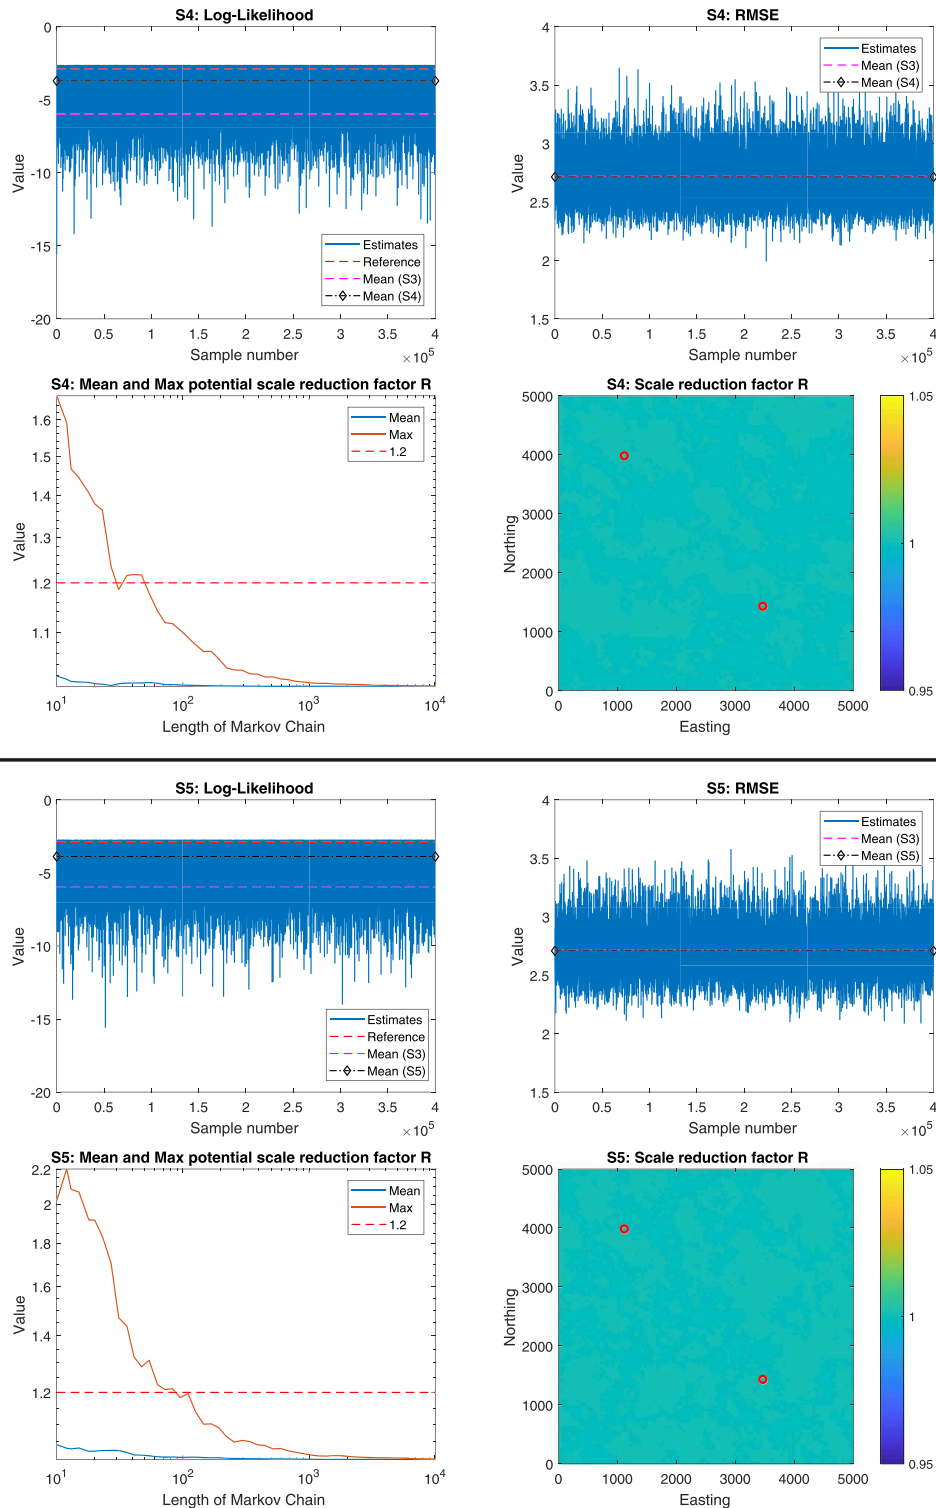 S4: Log-Likelihood
0
-5
-10
-15
-20
Value
0
0.5
1
1.5
2
2.5
3
3.5
4
×10^5
Sample number
Estimates
Reference
Mean (S3)
Mean (S4)
S4: RMSE
4
3.5
3
2.5
2
1.5
Value
0
0.5
1
1.5
2
2.5
3
3.5
4
×10^5
Sample number
Estimates
Mean (S3)
Mean (S4)
S4: Mean and Max potential scale reduction factor R
1.6
1.5
1.4
1.3
1.2
1.1
Value
10^1
10^2
10^3
10^4
Length of Markov Chain
Mean
Max
1.2
S4: Scale reduction factor R
5000
4000
3000
2000
1000
0
Northing
0
1000
2000
3000
4000
5000
Easting
1.05
1
0.95
S5: Log-Likelihood
0
-5
-10
-15
-20
Value
0
0.5
1
1.5
2
2.5
3
3.5
4
×10^5
Sample number
Estimates
Reference
Mean (S3)
Mean (S5)
S5: RMSE
4
3.5
3
2.5
2
1.5
Value
0
0.5
1
1.5
2
2.5
3
3.5
4
×10^5
Sample number
Estimates
Mean (S3)
Mean (S5)
S5: Mean and Max potential scale reduction factor R
2.2
2
1.8
1.6
1.4
1.2
Value
10^1
10^2
10^3
10^4
Length of Markov Chain
Mean
Max
1.2
S5: Scale reduction factor R
5000
4000
3000
2000
1000
0
Northing
0
1000
2000
3000
4000
5000
Easting
1.05
1
0.95